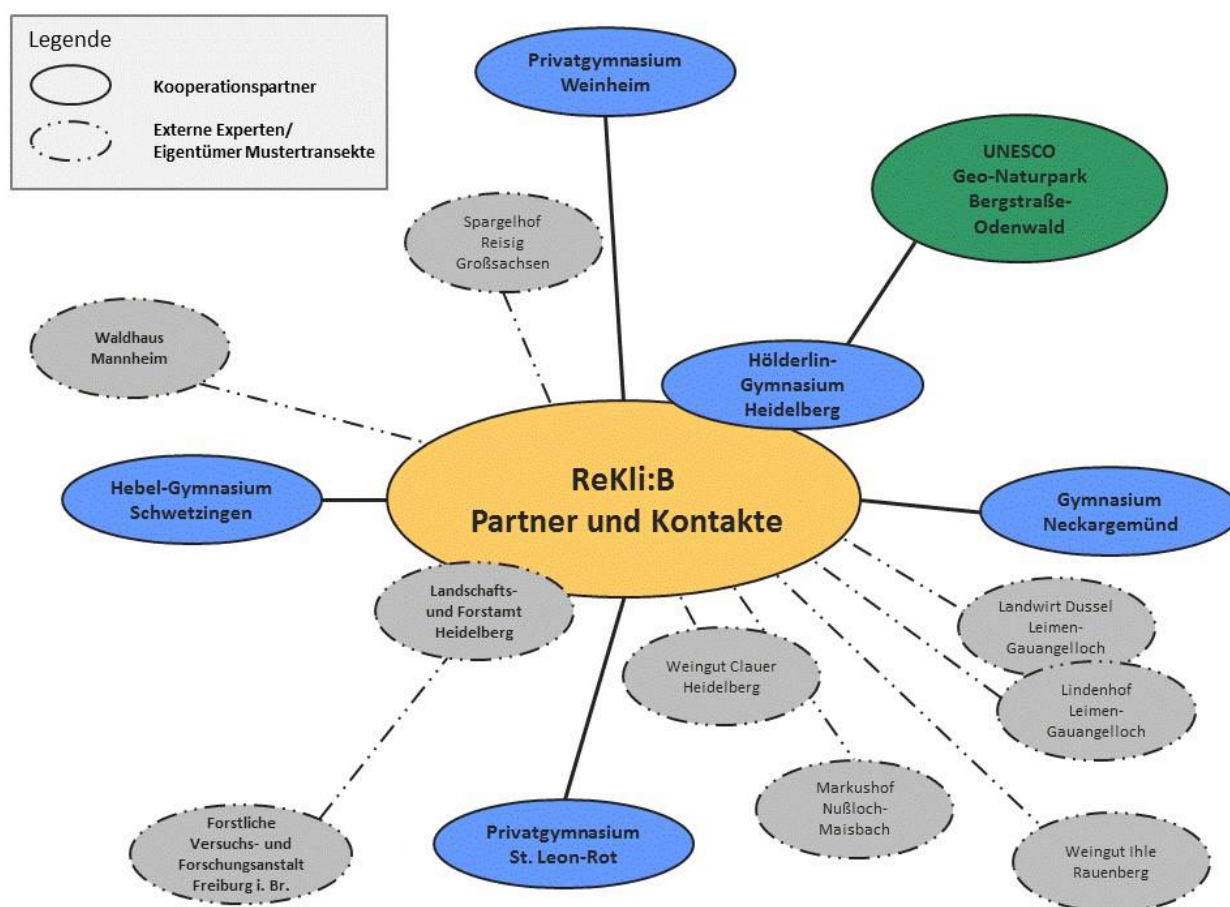 Legende
Kooperationspartner
Externe Experten/
Eigentümer Mustertransekte
Privatgymnasium
Weinheim
UNESCO
Geo-Naturpark
Bergstraße-
Odenwald
Spargelhof
Reisig
Großsachsen
Waldhaus
Mannheim
Hölderlin-
Gymnasium
Heidelberg
ReKli:B
Partner und Kontakte
Hebel-Gymnasium
Schwetzingen
Gymnasium
Neckargemünd
Landschafts-
und Forstamt
Heidelberg
Landwirt Dussel
Leimen-
Gauangelloch
Weingut Clauer
Heidelberg
Lindenhof
Leimen-
Gauangelloch
Markushof
Nußloch-
Maisbach
Forstliche
Versuchs- und
Forschungsanstalt
Freiburg i. Br.
Privatgymnasium
St. Leon-Rot
Weingut Ihle
Rauenberg